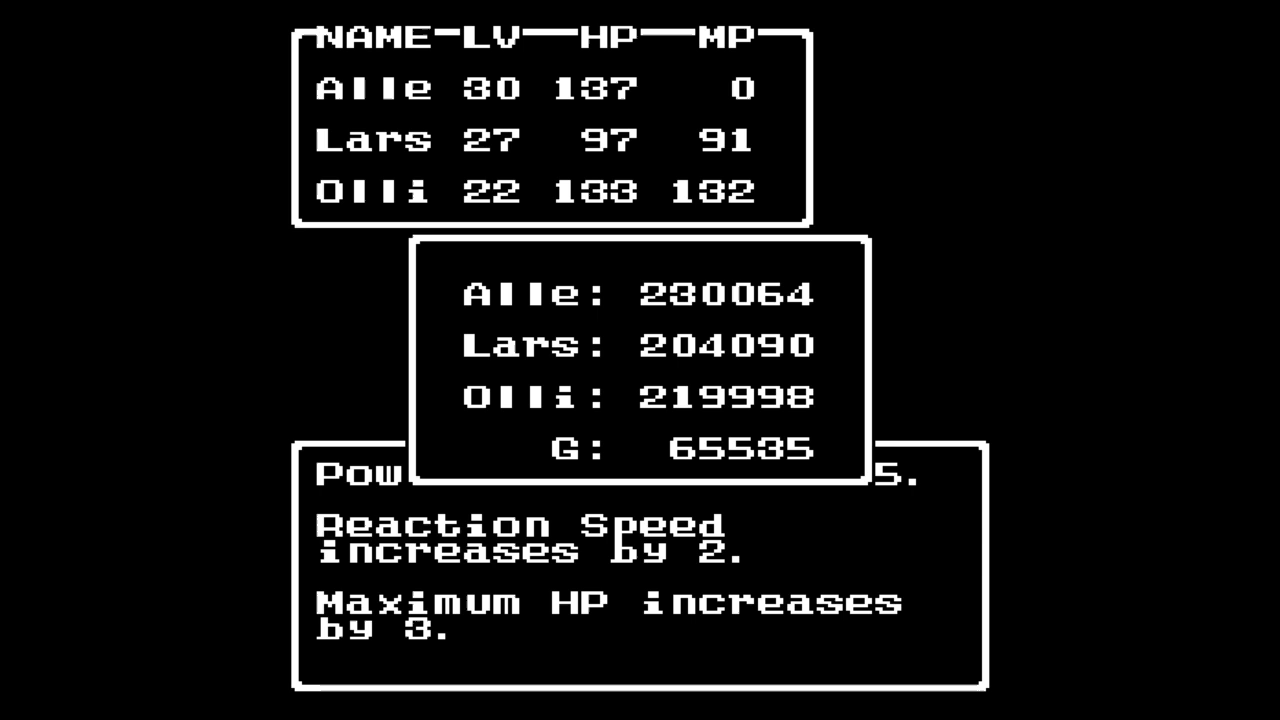 NAME LV HP MP
Alle 30 137 0
Lars 27 97 91
Olli 22 133 132
Alle: 230064
Lars: 204090
Olli: 219998
G: 65535
Pow 5.
Reaction Speed
increases by 2.
Maximum HP increases
by 3.